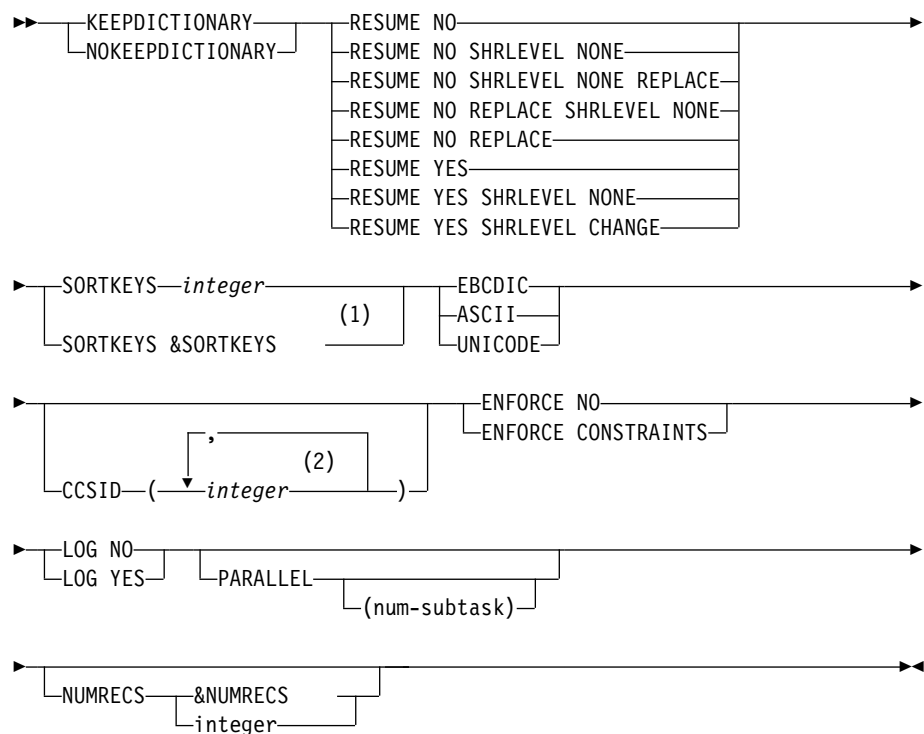 KEEPDICTIONARY
NOKEEPDICTIONARY
RESUME NO
RESUME NO SHRLEVEL NONE
RESUME NO SHRLEVEL NONE REPLACE
RESUME NO REPLACE SHRLEVEL NONE
RESUME NO REPLACE
RESUME YES
RESUME YES SHRLEVEL NONE
RESUME YES SHRLEVEL CHANGE
SORTKEYS integer
(1)
SORTKEYS &SORTKEYS
EBCDIC
ASCII
UNICODE
,
(2)
CCSID ( integer )
ENFORCE NO
ENFORCE CONSTRAINTS
LOG NO
LOG YES
PARALLEL
(num-subtask)
NUMRECS &NUMRECS
integer